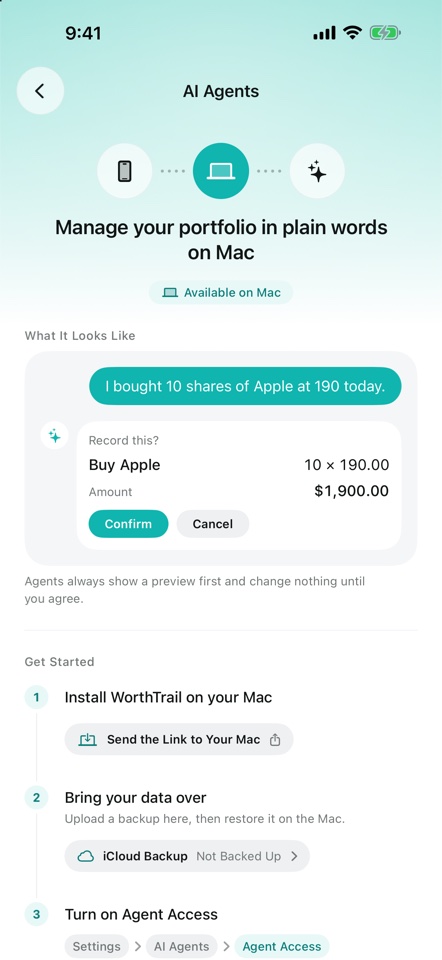 9:41
AI Agents
Manage your portfolio in plain words
on Mac
Available on Mac
What It Looks Like
I bought 10 shares of Apple at 190 today.
Record this?
Buy Apple 10 × 190.00
Amount $1,900.00
Confirm Cancel
Agents always show a preview first and change nothing until
you agree.
Get Started
1 Install WorthTrail on your Mac
Send the Link to Your Mac
2 Bring your data over
Upload a backup here, then restore it on the Mac.
iCloud Backup Not Backed Up
3 Turn on Agent Access
Settings AI Agents Agent Access